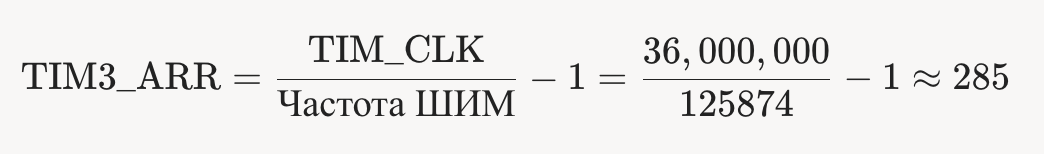 TIM3_ARR = TIM_CLK / Частота ШИМ − 1 = 36,000,000 / 125874 − 1 ≈ 285